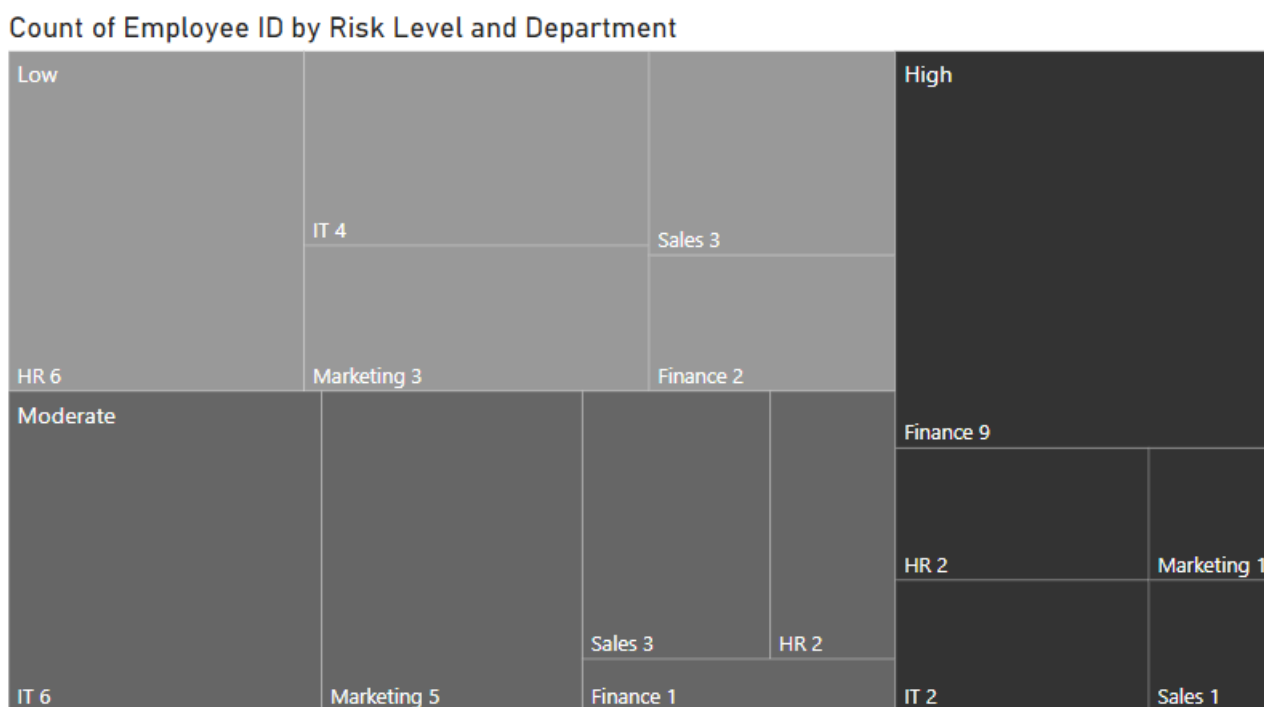 Count of Employee ID by Risk Level and Department
Low
HR 6
IT 4
Marketing 3
Sales 3
Finance 2
Moderate
IT 6
Marketing 5
Sales 3
HR 2
Finance 1
High
Finance 9
HR 2
Marketing 1
IT 2
Sales 1